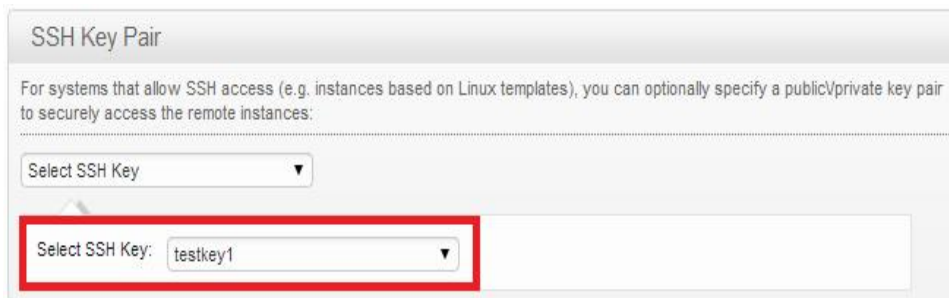 SSH Key Pair
For systems that allow SSH access (e.g. instances based on Linux templates), you can optionally specify a public\/private key pair
to securely access the remote instances:
Select SSH Key
Select SSH Key: testkey1